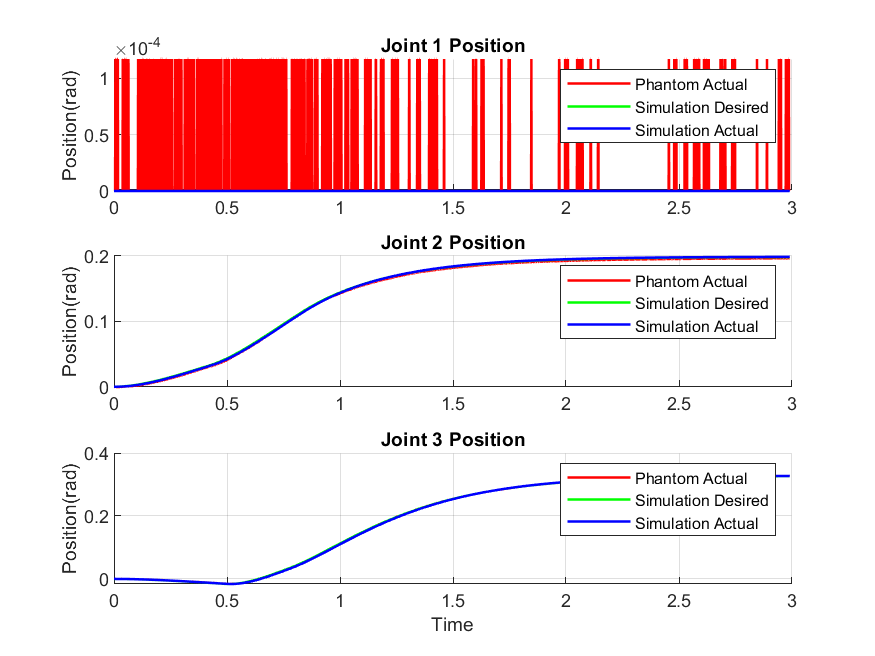 Joint 1 Position
×10-4
Position(rad)
1
0.5
0
0 0.5 1 1.5 2 2.5 3
Phantom Actual
Simulation Desired
Simulation Actual
Joint 2 Position
Position(rad)
0.2
0.1
0
0 0.5 1 1.5 2 2.5 3
Phantom Actual
Simulation Desired
Simulation Actual
Joint 3 Position
Position(rad)
0.4
0.2
0
0 0.5 1 1.5 2 2.5 3
Phantom Actual
Simulation Desired
Simulation Actual
Time